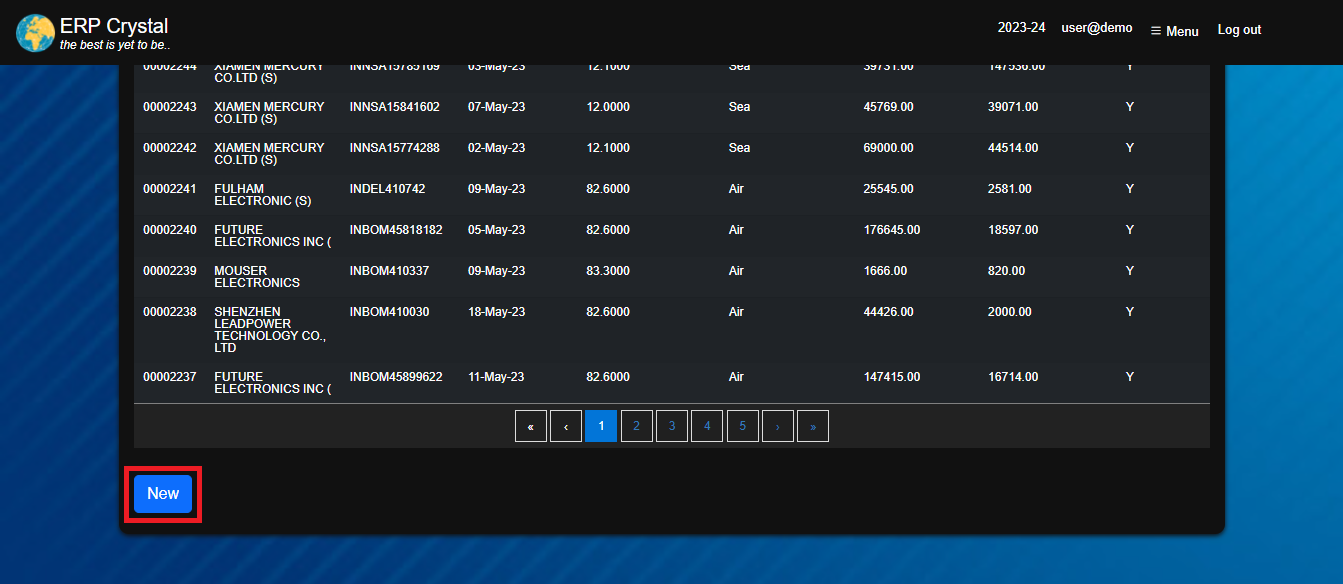 ERP Crystal
the best is yet to be..
2023-24 user@demo ☰ Menu Log out
00002244 XIAMEN MERCURY INNSA15785169 03-May-23 12.1000 Sea 39731.00 147536.00 Y
CO.LTD (S)
00002243 XIAMEN MERCURY INNSA15841602 07-May-23 12.0000 Sea 45769.00 39071.00 Y
CO.LTD (S)
00002242 XIAMEN MERCURY INNSA15774288 02-May-23 12.1000 Sea 69000.00 44514.00 Y
CO.LTD (S)
00002241 FULHAM INDEL410742 09-May-23 82.6000 Air 25545.00 2581.00 Y
ELECTRONIC (S)
00002240 FUTURE INBOM45818182 05-May-23 82.6000 Air 176645.00 18597.00 Y
ELECTRONICS INC (
00002239 MOUSER INBOM410337 09-May-23 83.3000 Air 1666.00 820.00 Y
ELECTRONICS
00002238 SHENZHEN INBOM410030 18-May-23 82.6000 Air 44426.00 2000.00 Y
LEADPOWER
TECHNOLOGY CO.,
LTD
00002237 FUTURE INBOM45899622 11-May-23 82.6000 Air 147415.00 16714.00 Y
ELECTRONICS INC (
« ‹ 1 2 3 4 5 › »
New